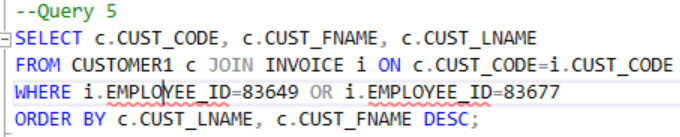 --Query 5
SELECT c.CUST_CODE, c.CUST_FNAME, c.CUST_LNAME
FROM CUSTOMER1 c JOIN INVOICE i ON c.CUST_CODE=i.CUST_CODE
WHERE i.EMPLOYEE_ID=83649 OR i.EMPLOYEE_ID=83677
ORDER BY c.CUST_LNAME, c.CUST_FNAME DESC;